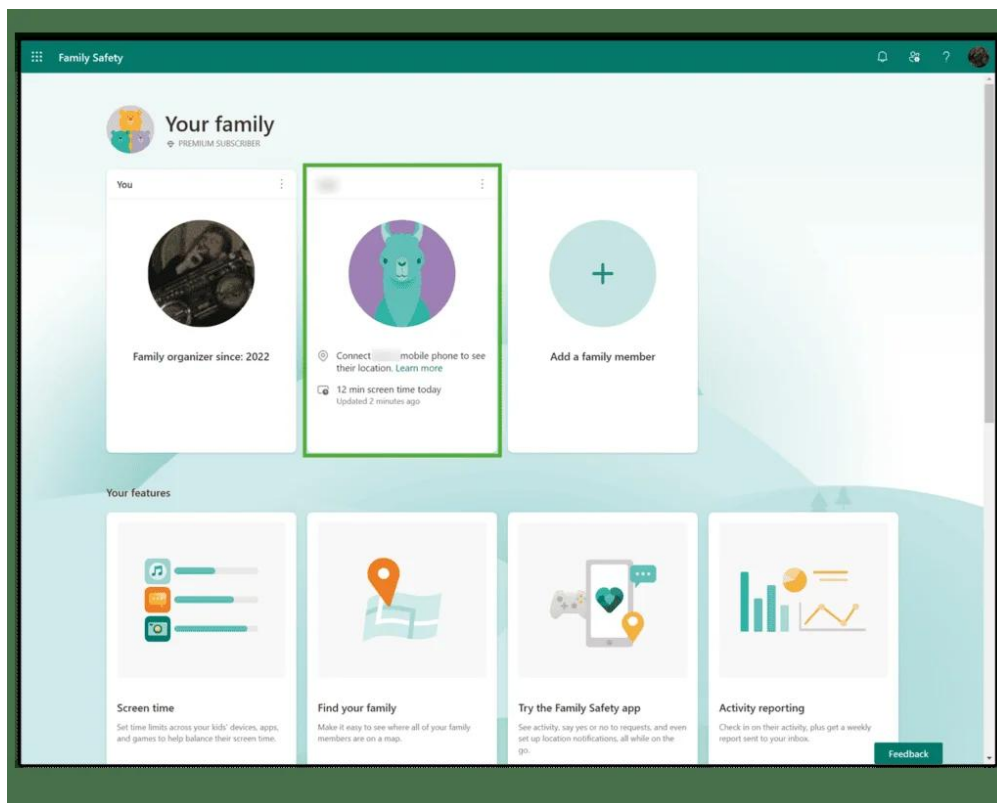 Family Safety
?
Your family
PREMIUM SUBSCRIBER
You
Family organizer since: 2022
Connect mobile phone to see
their location. Learn more
12 min screen time today
Updated 2 minutes ago
Add a family member
Your features
Screen time
Set time limits across your kids' devices, apps,
and games to help balance their screen time.
Find your family
Make it easy to see where all of your family
members are on a map.
Try the Family Safety app
See activity, say yes or no to requests, and even
set up location notifications, all while on the
go.
Activity reporting
Check in on their activity, plus get a weekly
report sent to your inbox.
Feedback